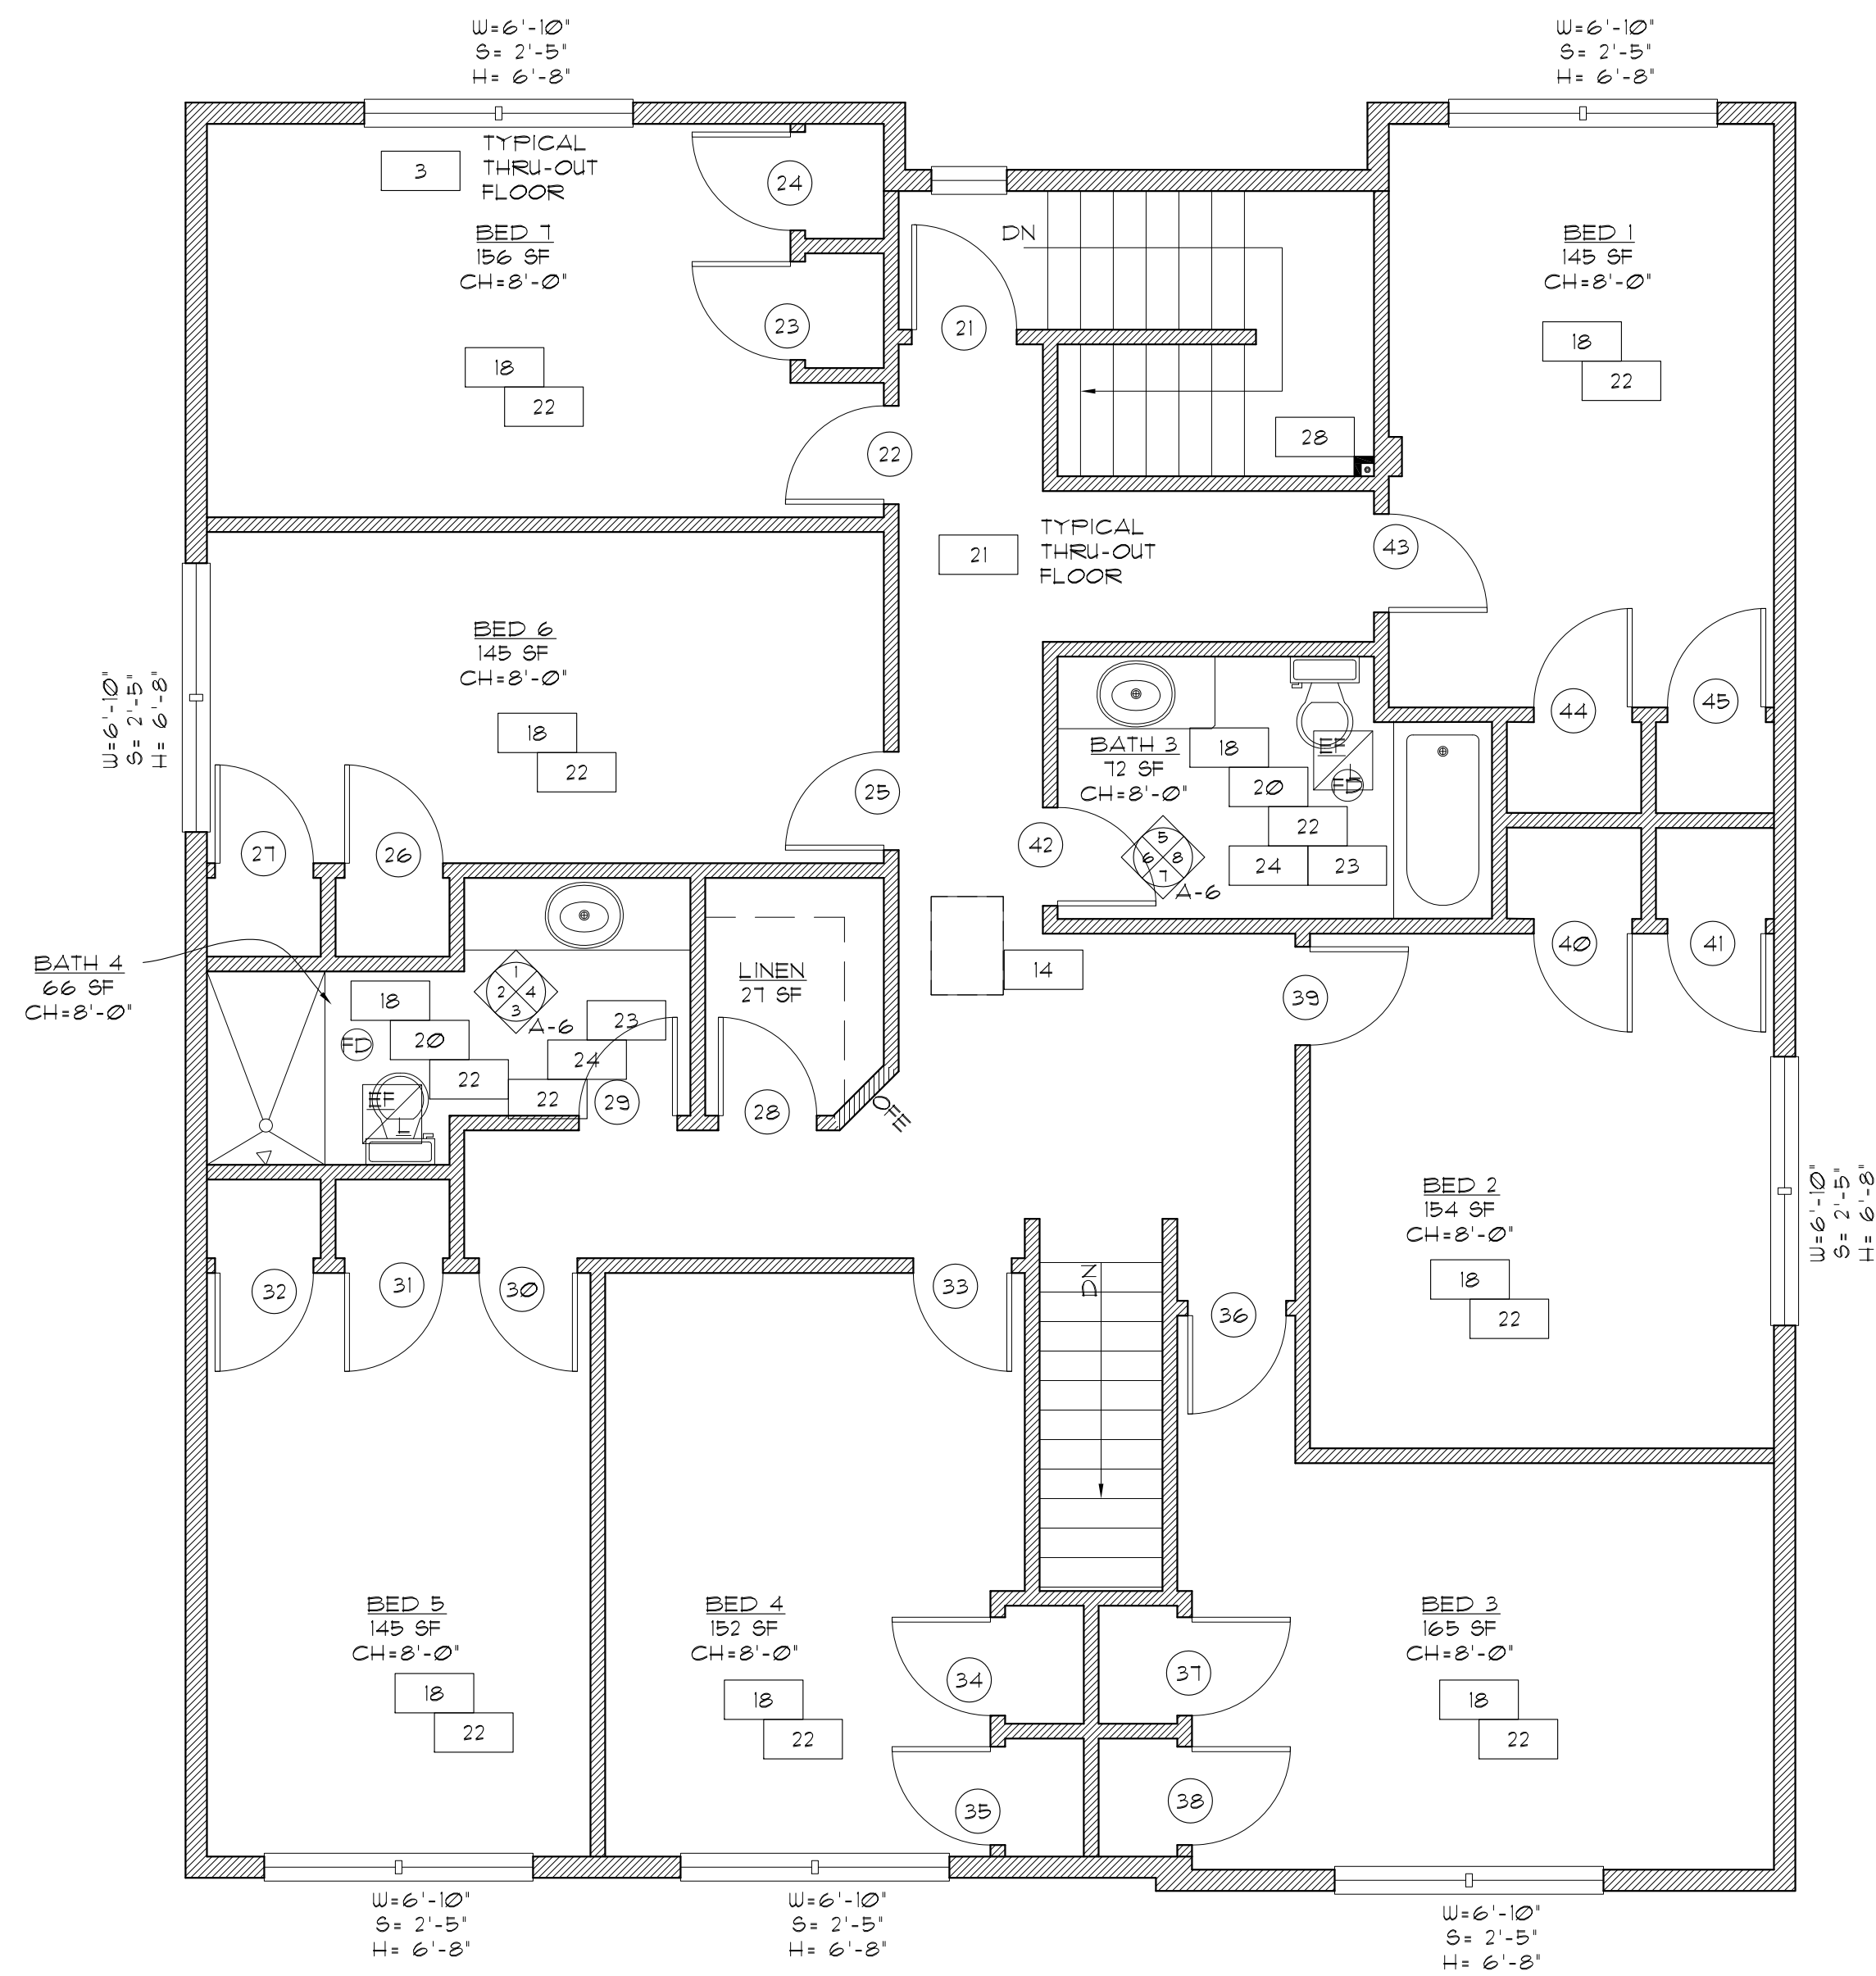 W=6'-10"
S= 2'-5"
H= 6'-8"
W=6'-10"
S= 2'-5"
H= 6'-8"
3
TYPICAL
THRU-OUT
FLOOR
24
BED 7
156 SF
CH=8'-0"
23
18
22
22
DN
21
28
BED 1
145 SF
CH=8'-0"
18
22
21
TYPICAL
THRU-OUT
FLOOR
43
W=6'-10"
S= 2'-5"
H= 6'-8"
BED 6
145 SF
CH=8'-0"
18
22
25
27
26
44
45
BATH 3
72 SF
CH=8'-0"
18
20
22
24
23
EF
L
FD
42
5
6
8
7
A-6
14
40
41
39
BATH 4
66 SF
CH=8'-0"
18
20
22
FD
EF
L
1
2
4
3
A-6
23
24
22
29
LINEN
27 SF
28
OFE
BED 2
154 SF
CH=8'-0"
18
22
W=6'-10"
S= 2'-5"
H= 6'-8"
32
31
30
33
DN
36
BED 5
145 SF
CH=8'-0"
18
22
BED 4
152 SF
CH=8'-0"
18
22
34
37
35
38
BED 3
165 SF
CH=8'-0"
18
22
W=6'-10"
S= 2'-5"
H= 6'-8"
W=6'-10"
S= 2'-5"
H= 6'-8"
W=6'-10"
S= 2'-5"
H= 6'-8"